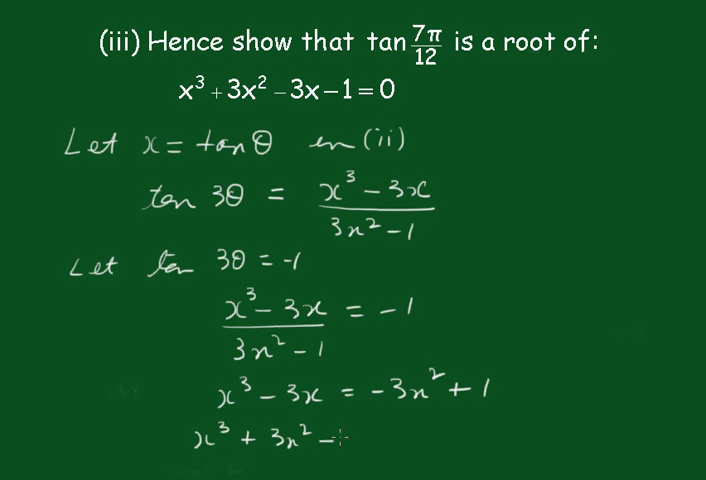 (iii) Hence show that tan 7π/12 is a root of:
x³ + 3x² − 3x − 1 = 0
Let x = tan θ in (ii)
tan 3θ = (x³ − 3x)/(3x² − 1)
Let tan 3θ = −1
(x³ − 3x)/(3x² − 1) = −1
x³ − 3x = −3x² + 1
x³ + 3x² −